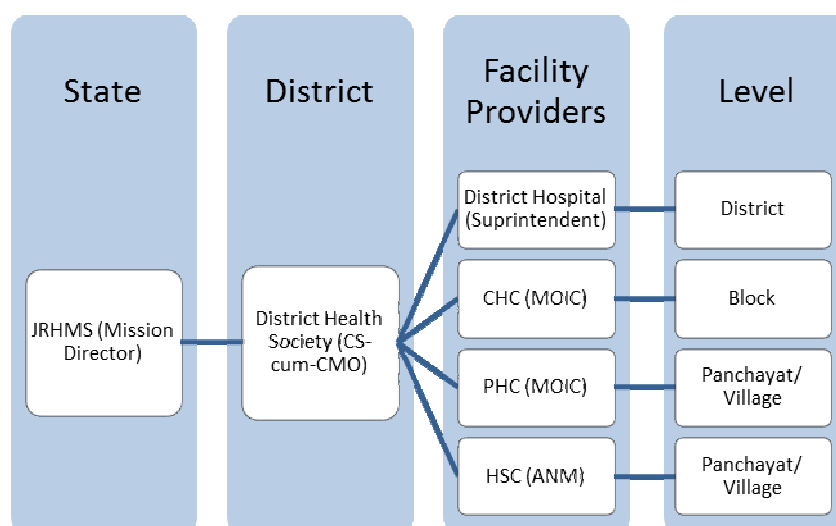 State
District
Facility
Providers
Level
JRHMS (Mission
Director)
District Health
Society (CS-
cum-CMO)
District Hospital
(Suprintendent)
District
CHC (MOIC)
Block
PHC (MOIC)
Panchayat/
Village
HSC (ANM)
Panchayat/
Village